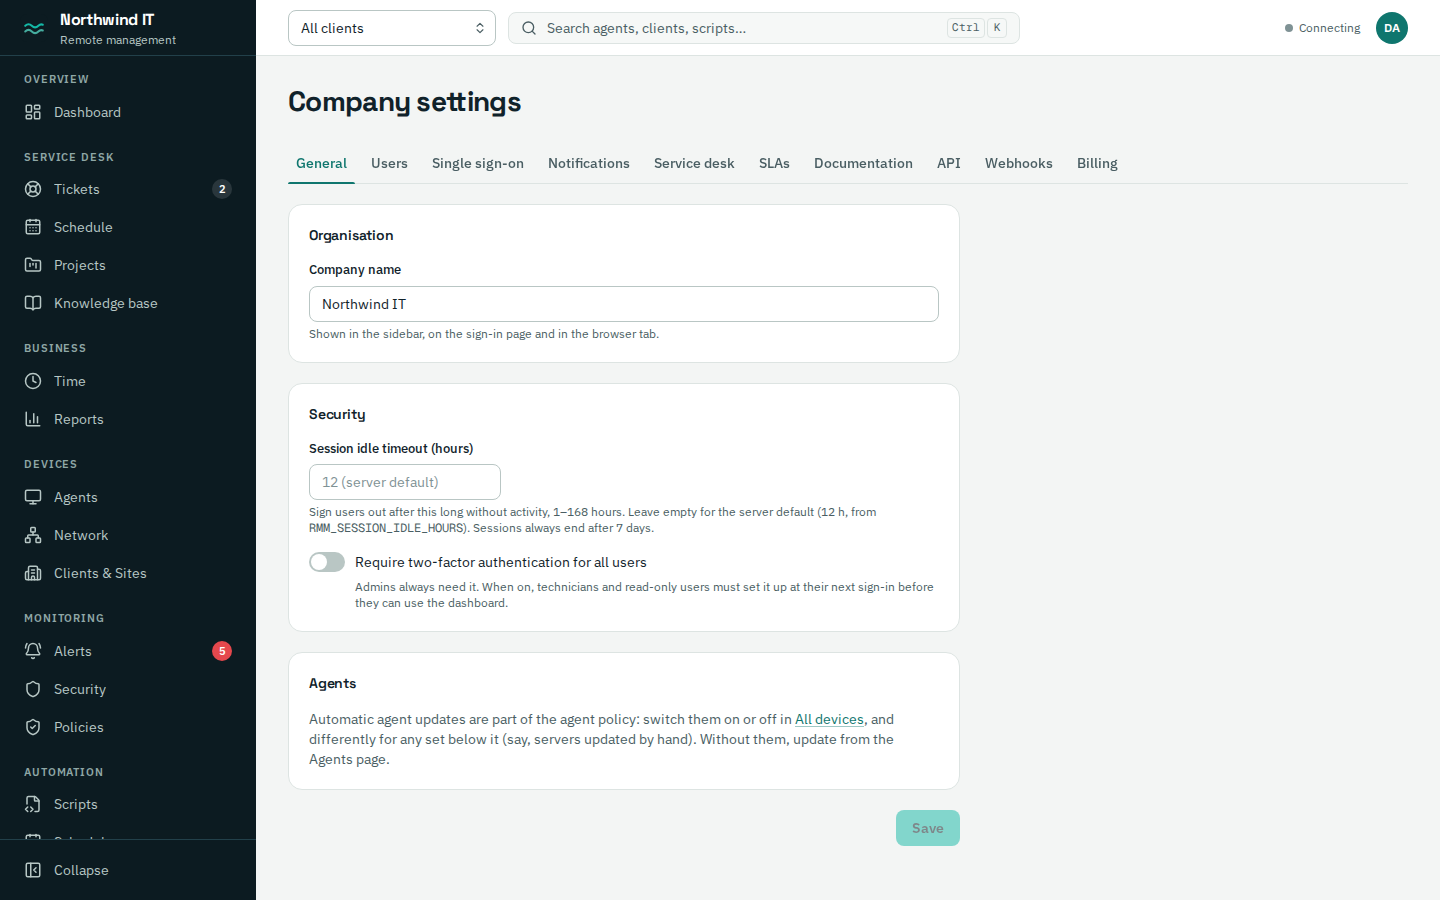 Northwind IT
Remote management
OVERVIEW
Dashboard
SERVICE DESK
Tickets 2
Schedule
Projects
Knowledge base
BUSINESS
Time
Reports
DEVICES
Agents
Network
Clients & Sites
MONITORING
Alerts 5
Security
Policies
AUTOMATION
Scripts
Collapse
All clients
Search agents, clients, scripts...
Ctrl K
Connecting
DA
Company settings
General Users Single sign-on Notifications Service desk SLAs Documentation API Webhooks Billing
Organisation
Company name
Northwind IT
Shown in the sidebar, on the sign-in page and in the browser tab.
Security
Session idle timeout (hours)
12 (server default)
Sign users out after this long without activity, 1–168 hours. Leave empty for the server default (12 h, from
RMM_SESSION_IDLE_HOURS). Sessions always end after 7 days.
Require two-factor authentication for all users
Admins always need it. When on, technicians and read-only users must set it up at their next sign-in before
they can use the dashboard.
Agents
Automatic agent updates are part of the agent policy: switch them on or off in All devices, and
differently for any set below it (say, servers updated by hand). Without them, update from the
Agents page.
Save